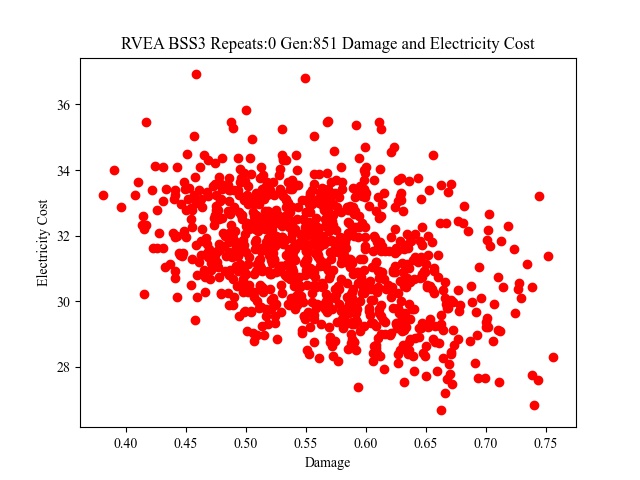 RVEA BSS3 Repeats:0 Gen:851 Damage and Electricity Cost
36
34
32
30
28
Electricity Cost
0.40 0.45 0.50 0.55 0.60 0.65 0.70 0.75
Damage